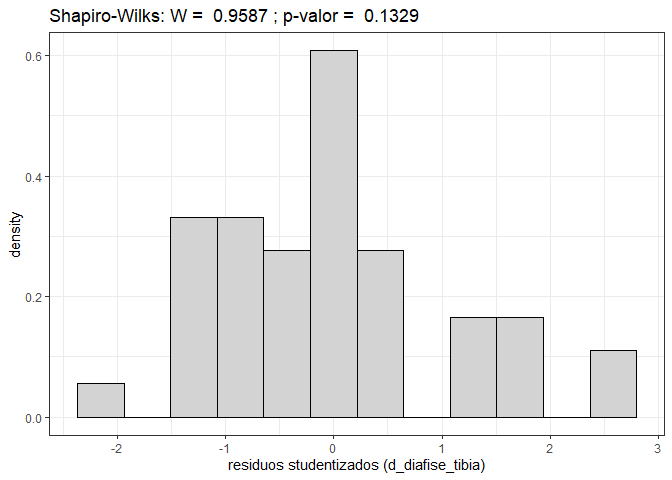 Shapiro-Wilks: W =  0.9587 ; p-valor =  0.1329
0.6
0.4
0.2
0.0
density
-2 -1 0 1 2 3
residuos studentizados (d_diafise_tibia)